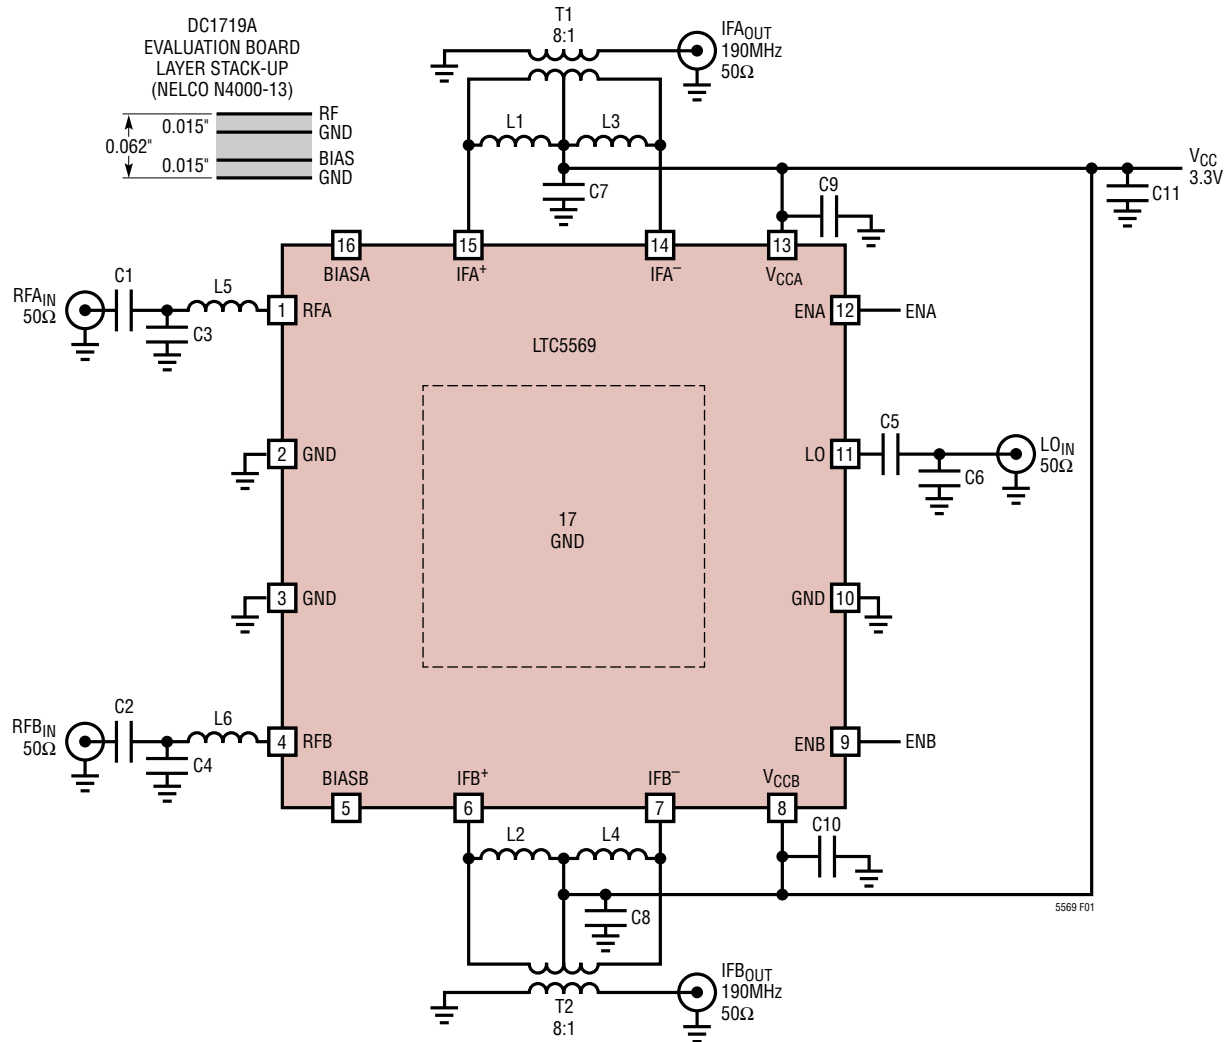 DC1719A
EVALUATION BOARD
LAYER STACK-UP
(NELCO N4000-13)
0.062"
0.015"
0.015"
RF
GND
BIAS
GND
T1
8:1
IFAOUT
190MHz
50Ω
L1
L3
C7
C9
VCC
3.3V
C11
16
15
14
13
BIASA
IFA+
IFA−
VCCA
RFAIN
50Ω
C1
L5
C3
1
RFA
ENA
12
ENA
LTC5569
2
GND
LO
11
C5
C6
LOIN
50Ω
17
GND
3
GND
GND
10
RFBIN
50Ω
C2
L6
C4
4
RFB
ENB
9
ENB
BIASB
IFB+
IFB−
VCCB
5
6
7
8
L2
L4
C10
C8
5569 F01
T2
8:1
IFBOUT
190MHz
50Ω